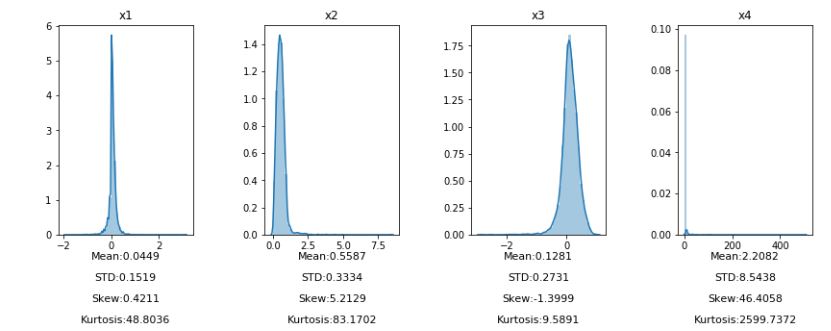 x1
6
5
4
3
2
1
0
−2 0 2
Mean:0.0449
STD:0.1519
Skew:0.4211
Kurtosis:48.8036
x2
1.4
1.2
1.0
0.8
0.6
0.4
0.2
0.0
0.0 2.5 5.0 7.5
Mean:0.5587
STD:0.3334
Skew:5.2129
Kurtosis:83.1702
x3
1.75
1.50
1.25
1.00
0.75
0.50
0.25
0.00
−2 0
Mean:0.1281
STD:0.2731
Skew:-1.3999
Kurtosis:9.5891
x4
0.10
0.08
0.06
0.04
0.02
0.00
0 200 400
Mean:2.2082
STD:8.5438
Skew:46.4058
Kurtosis:2599.7372